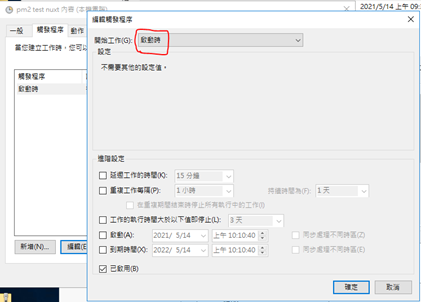 pm2 test nuxt 內容 (本機電腦)
2021/5/14 上午 09:
一般 觸發程序 動作
當您建立工作時，您可以
觸發程序
啟動時
新增(N)... 編輯(E)
編輯觸發程序
開始工作(G): 啟動時
設定
不需要其他的設定值。
進階設定
延遲工作的時間(K): 15 分鐘
重複工作每隔(P): 1 小時 持續時間為(F): 1 天
在重複期間結束時停止所有執行中的工作(I)
工作的執行時間大於以下值即停止(L): 3 天
啟動(A) 2021/ 5/14 上午 10:10:40 同步處理不同時區(Z)
到期時間(X): 2022/ 5/14 上午 10:10:40 同步處理不同時區(E)
已啟用(B)
確定 取消